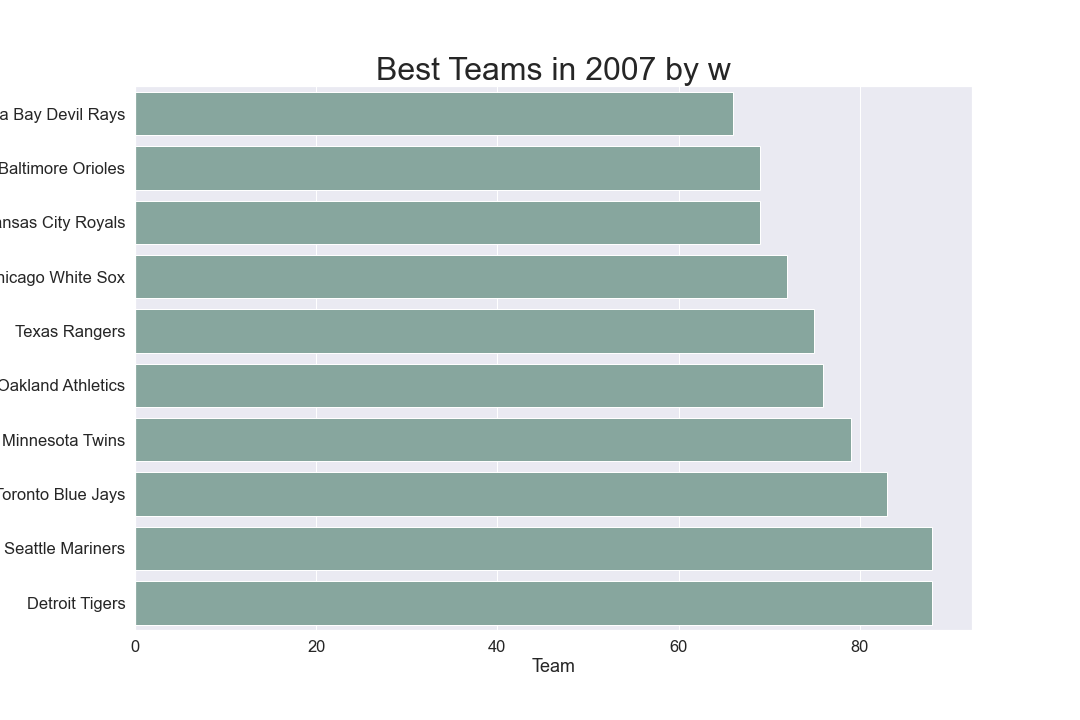 Best Teams in 2007 by w
a Bay Devil Rays
Baltimore Orioles
ansas City Royals
hicago White Sox
Texas Rangers
Oakland Athletics
Minnesota Twins
Toronto Blue Jays
Seattle Mariners
Detroit Tigers
0 20 40 60 80
Team